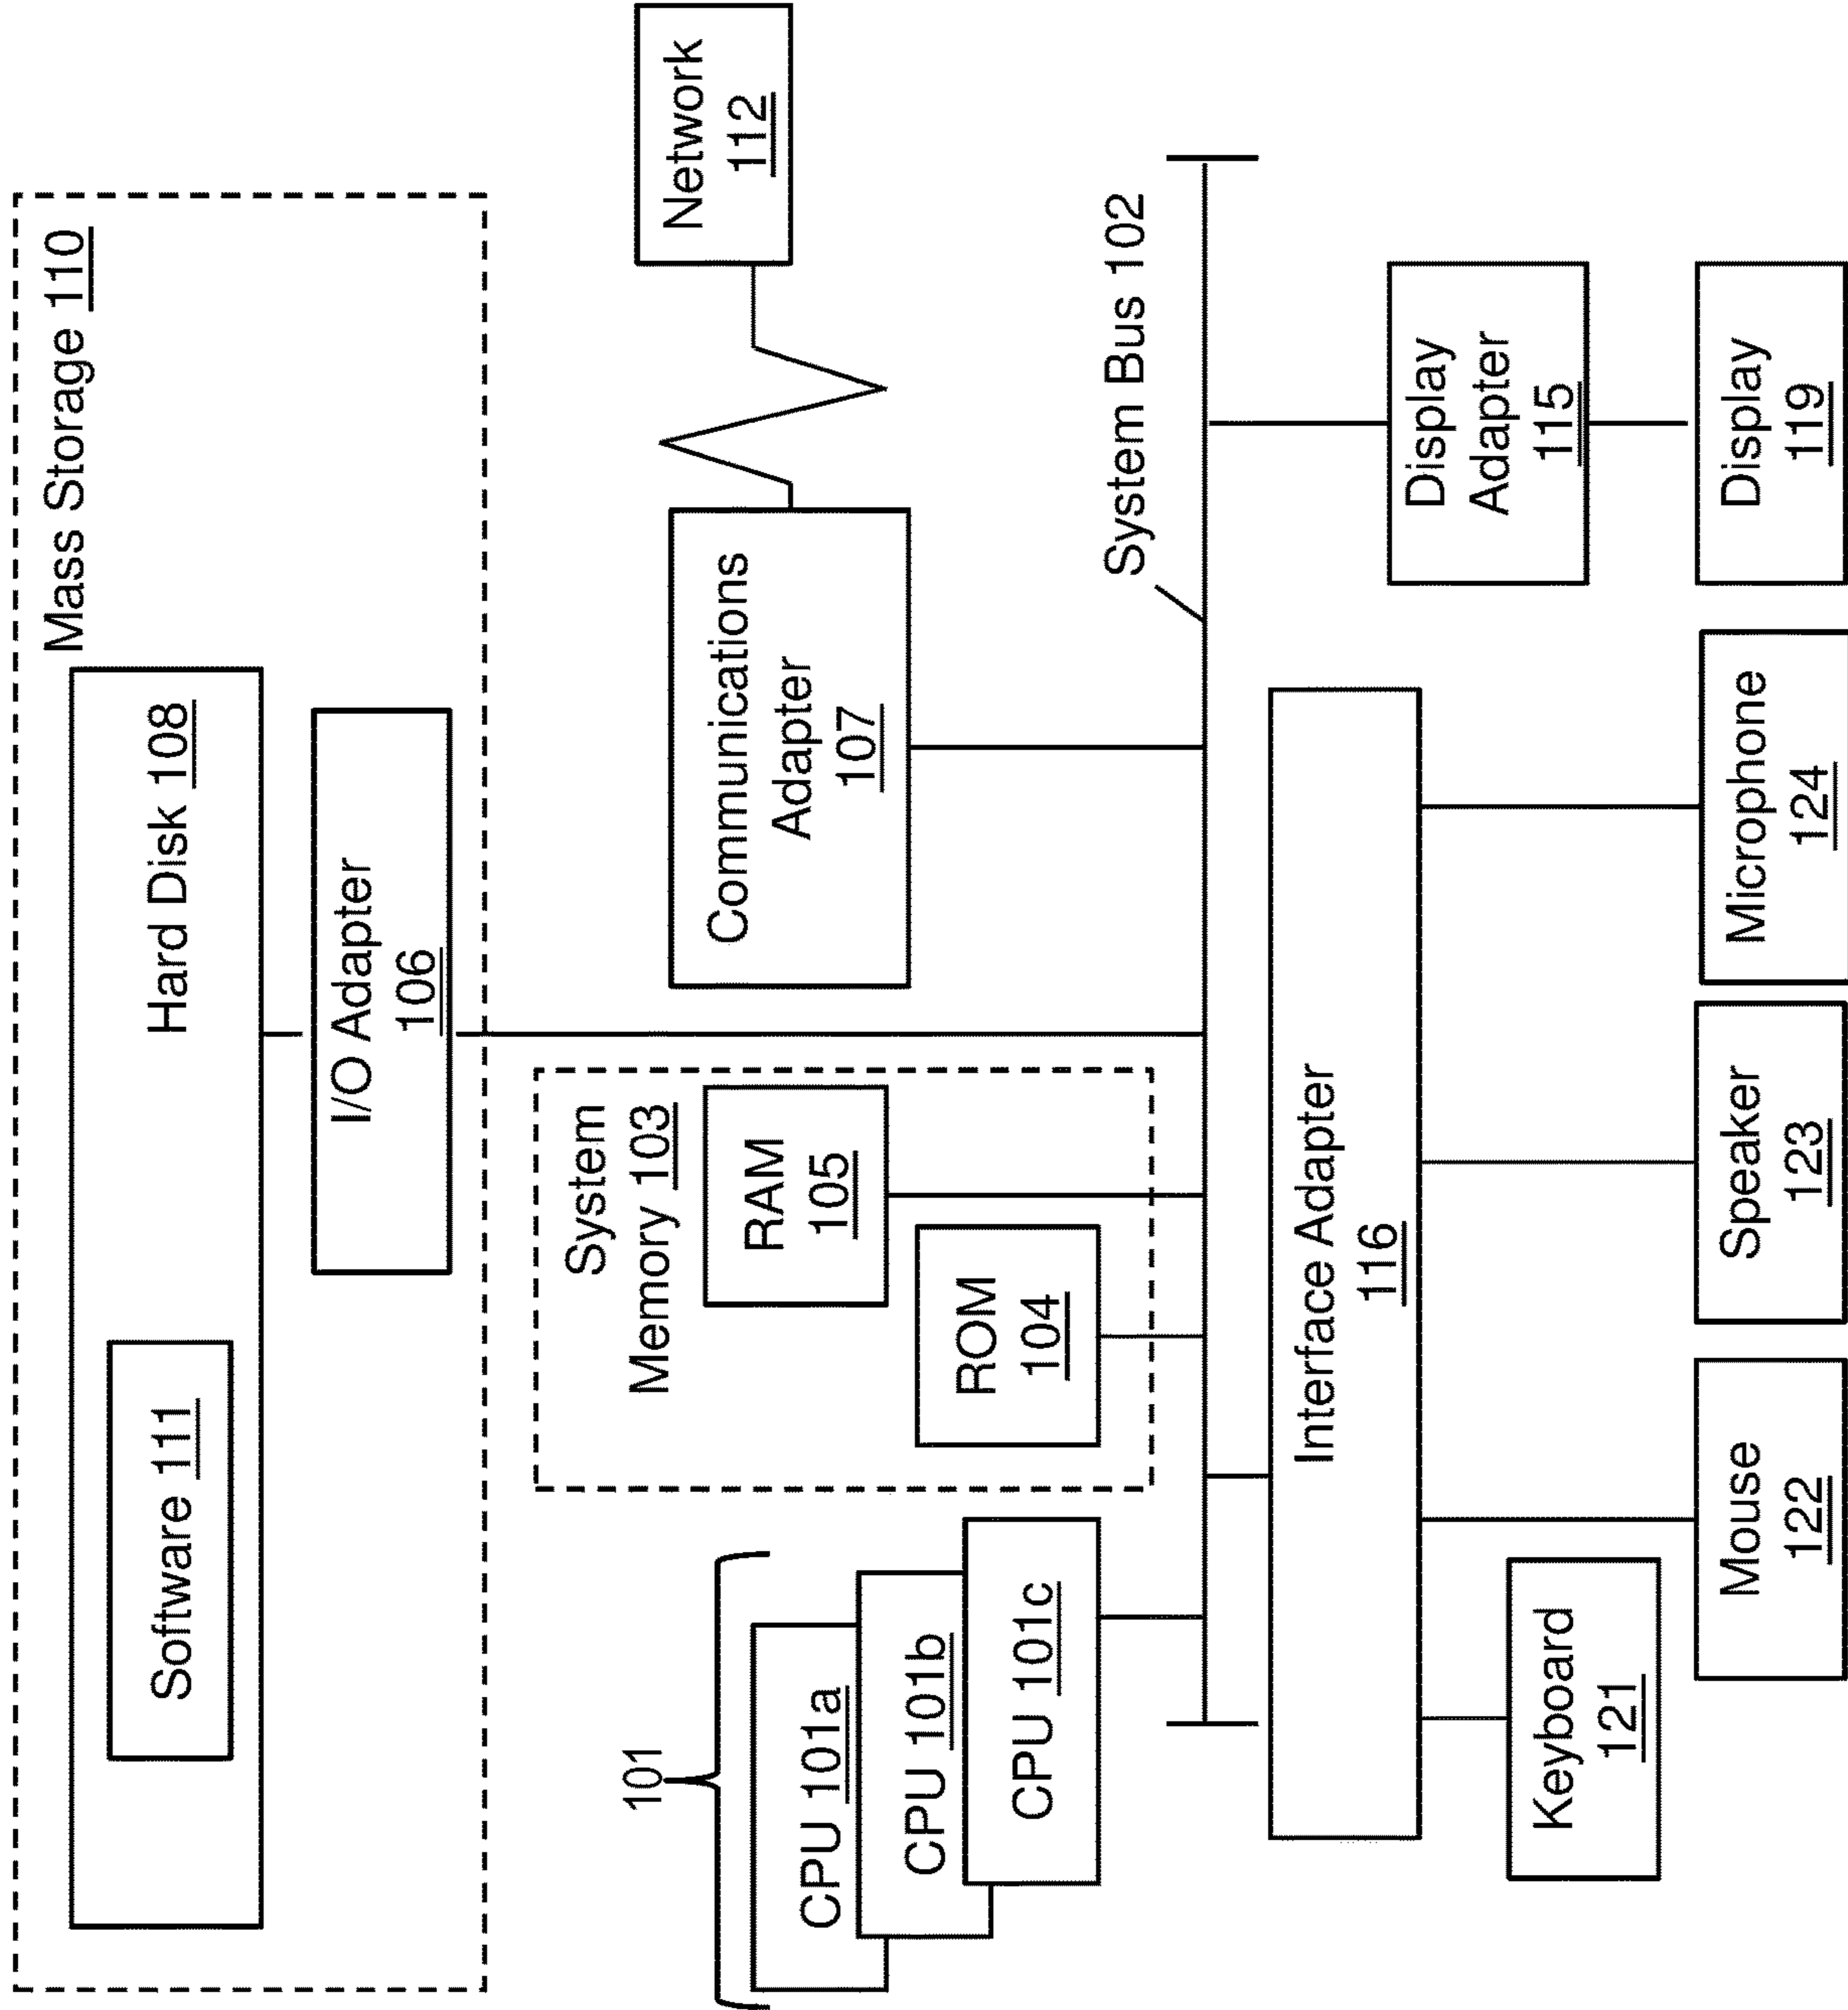 Mass Storage 110
Hard Disk 108
Software 111
I/O Adapter
106
101
CPU 101a
CPU 101b
CPU 101c
System
Memory 103
RAM
105
ROM
104
Communications
Adapter
107
Network
112
System Bus 102
Interface Adapter
116
Display
Adapter
115
Keyboard
121
Mouse
122
Speaker
123
Microphone
124
Display
119